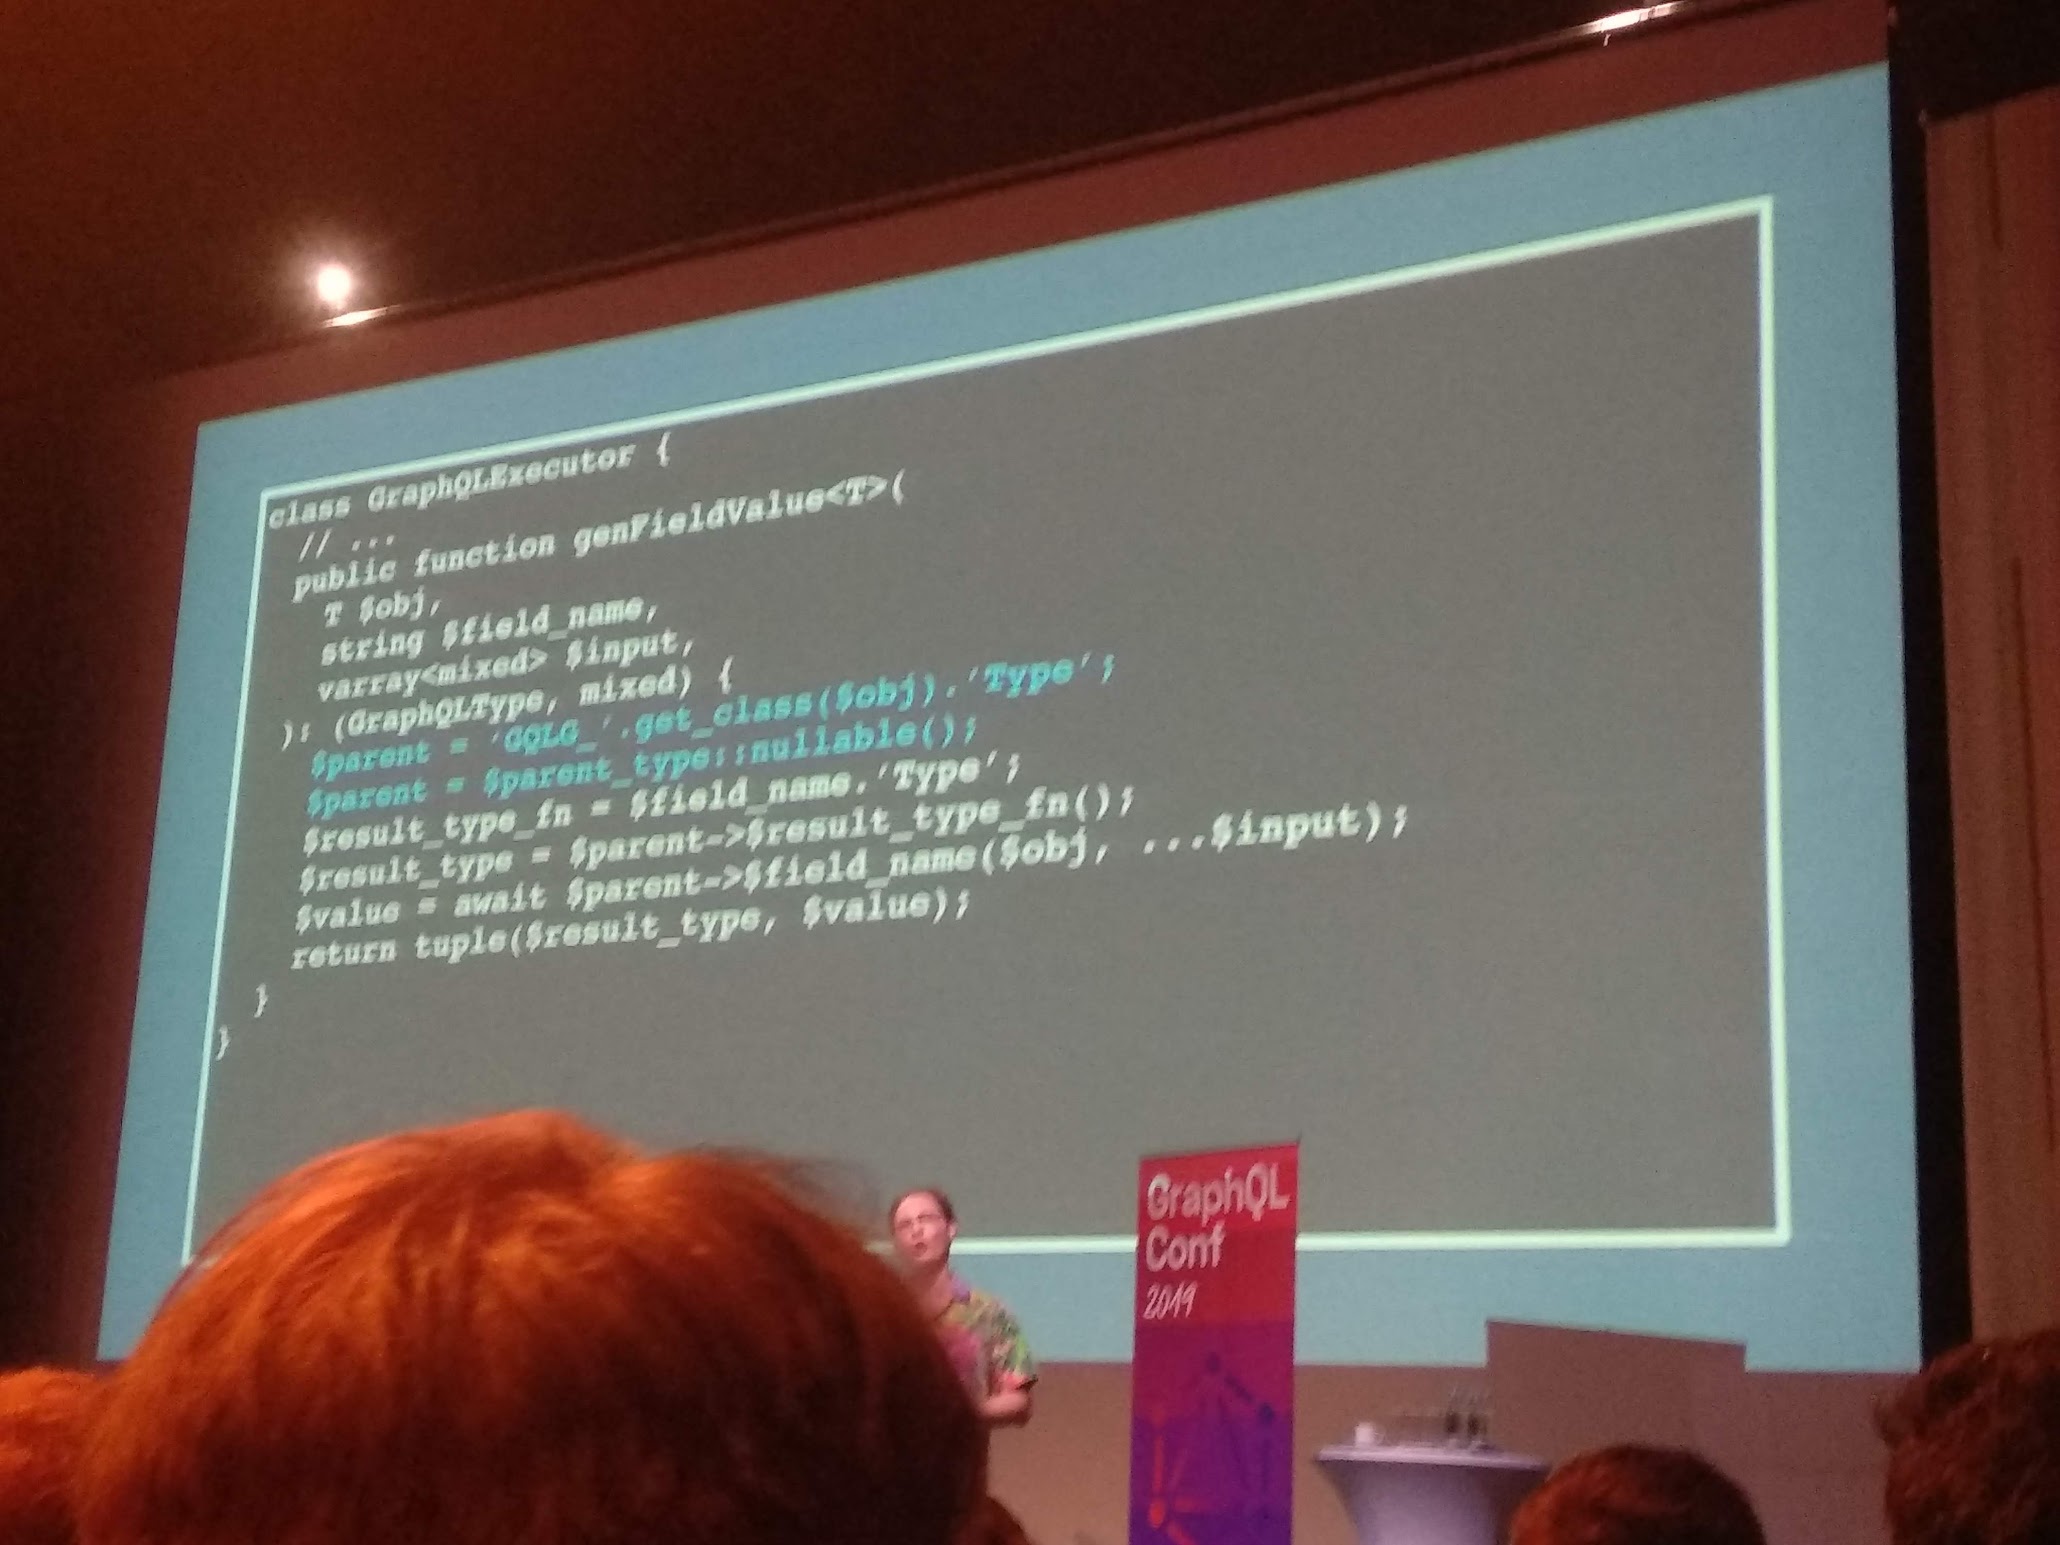 class GraphQLExecutor {
// ...
public function genFieldValue<T>(
T $obj,
string $field_name,
varray<mixed> $input,
): (GraphQLType, mixed) {
$parent = 'GQLG_'.get_class($obj).'Type';
$parent = $parent_type::nullable();
$result_type_fn = $field_name.'Type';
$result_type = $parent->$result_type_fn();
$value = await $parent->$field_name($obj, ...$input);
return tuple($result_type, $value);
}
}
GraphQL
Conf
2019